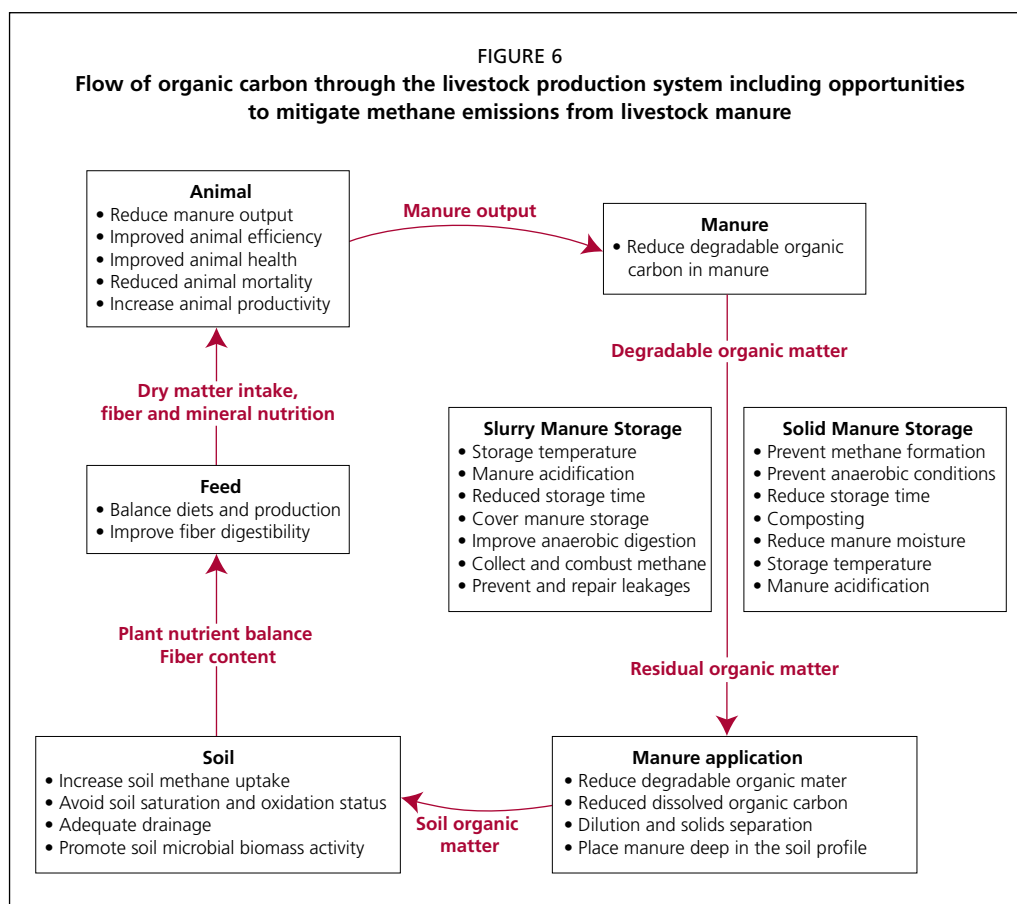 FIGURE 6
Flow of organic carbon through the livestock production system including opportunities
to mitigate methane emissions from livestock manure
Animal
• Reduce manure output
• Improved animal efficiency
• Improved animal health
• Reduced animal mortality
• Increase animal productivity
Manure output
Manure
• Reduce degradable organic
carbon in manure
Degradable organic matter
Dry matter intake,
fiber and mineral nutrition
Slurry Manure Storage
• Storage temperature
• Manure acidification
• Reduced storage time
• Cover manure storage
• Improve anaerobic digestion
• Collect and combust methane
• Prevent and repair leakages
Solid Manure Storage
• Prevent methane formation
• Prevent anaerobic conditions
• Reduce storage time
• Composting
• Reduce manure moisture
• Storage temperature
• Manure acidification
Feed
• Balance diets and production
• Improve fiber digestibility
Plant nutrient balance
Fiber content
Residual organic matter
Soil
• Increase soil methane uptake
• Avoid soil saturation and oxidation status
• Adequate drainage
• Promote soil microbial biomass activity
Soil organic
matter
Manure application
• Reduce degradable organic mater
• Reduced dissolved organic carbon
• Dilution and solids separation
• Place manure deep in the soil profile